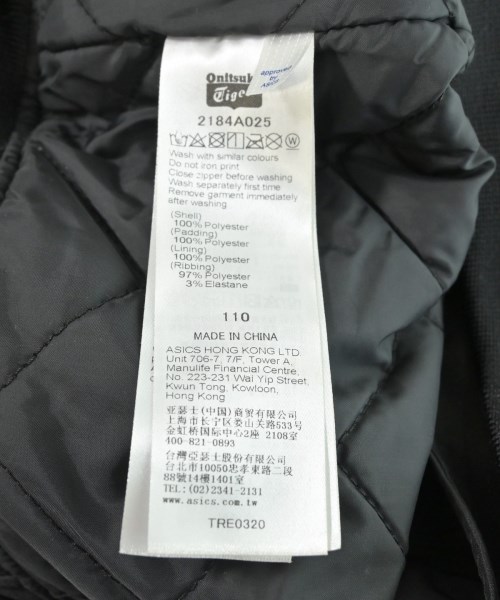 Onitsuka
Tiger
approved
by
2184A025
Wash with similar colours
Do not iron print
Close zipper before washing
Wash separately first time
Remove garment immediately
after washing
(Shell)
100% Polyester
(Padding)
100% Polyester
(Lining)
100% Polyester
(Ribbing)
97% Polyester
3% Elastane
110
MADE IN CHINA
ASICS HONG KONG LTD.
Unit 706-7, 7/F, Tower A,
Manulife Financial Centre,
No. 223-231 Wai Yip Street,
Kwun Tong, Kowloon,
Hong Kong
亚瑟士(中国)商贸有限公司
上海市长宁区娄山关路533号
金虹桥国际中心2座 2108室
400-821-0893
台灣亞瑟士股份有限公司
台北市10050忠孝東路二段
88號14樓1401室
TEL:(02)2341-2131
www.asics.com.tw
TRE0320